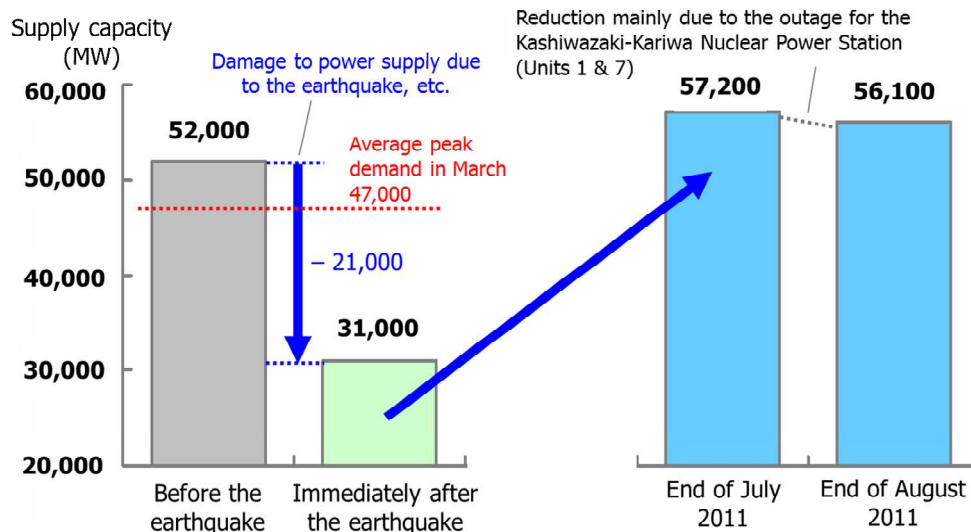 Supply capacity
(MW)
60,000
50,000
40,000
30,000
20,000
52,000
Damage to power supply due
to the earthquake, etc.
Average peak
demand in March
47,000
– 21,000
31,000
Reduction mainly due to the outage for the
Kashiwazaki-Kariwa Nuclear Power Station
(Units 1 & 7)
57,200
56,100
Before the
earthquake
Immediately after
the earthquake
End of July
2011
End of August
2011